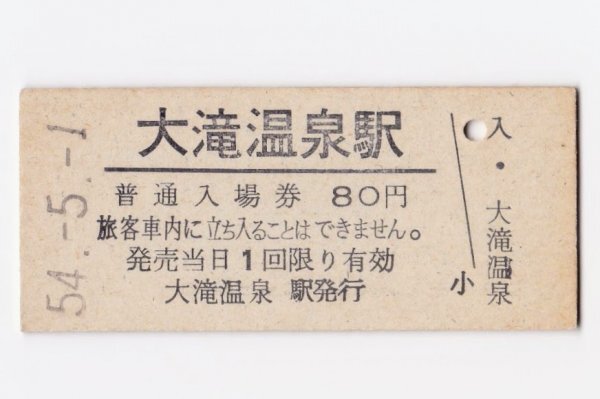 54.-5.-1
大滝温泉駅
普通入場券 80円
旅客車内に立ち入ることはできません。
発売当日1回限り有効
大滝温泉 駅発行
小
入・大滝温泉